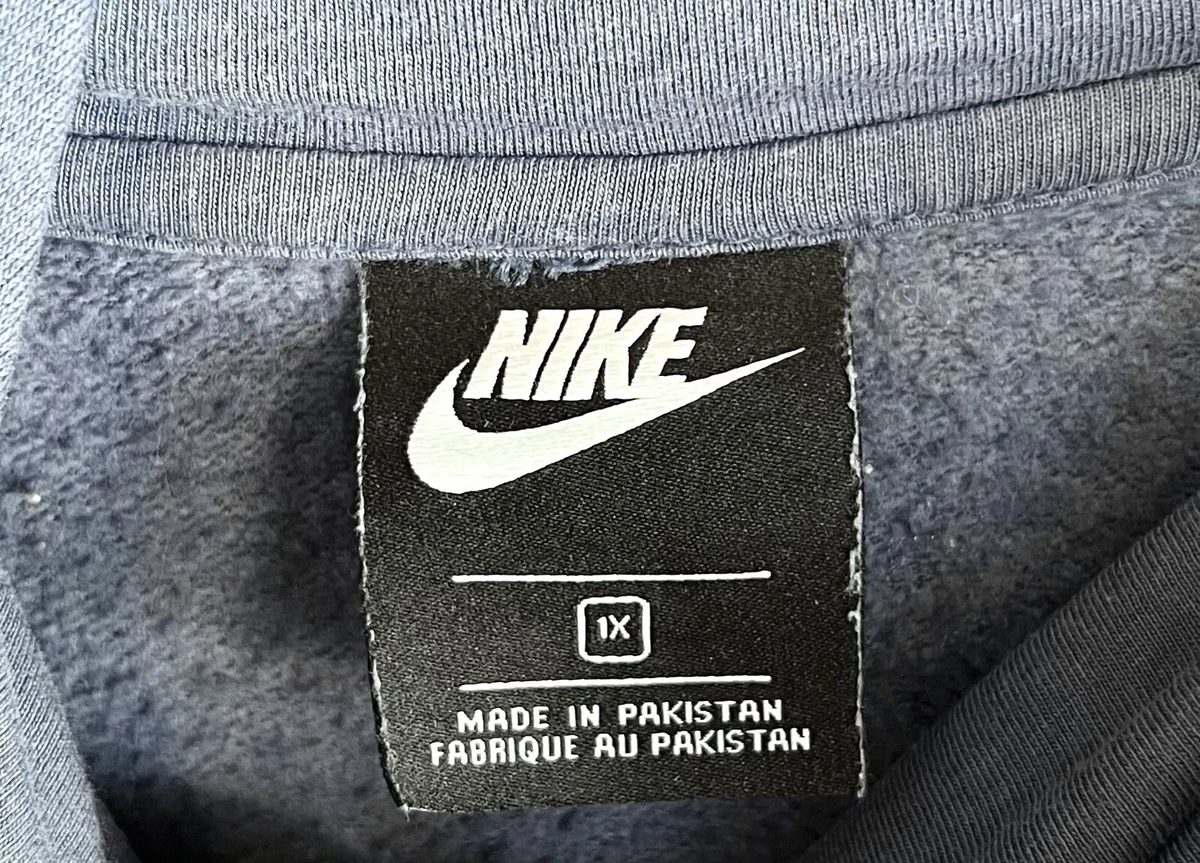 NIKE
1X
MADE IN PAKISTAN
FABRIQUE AU PAKISTAN